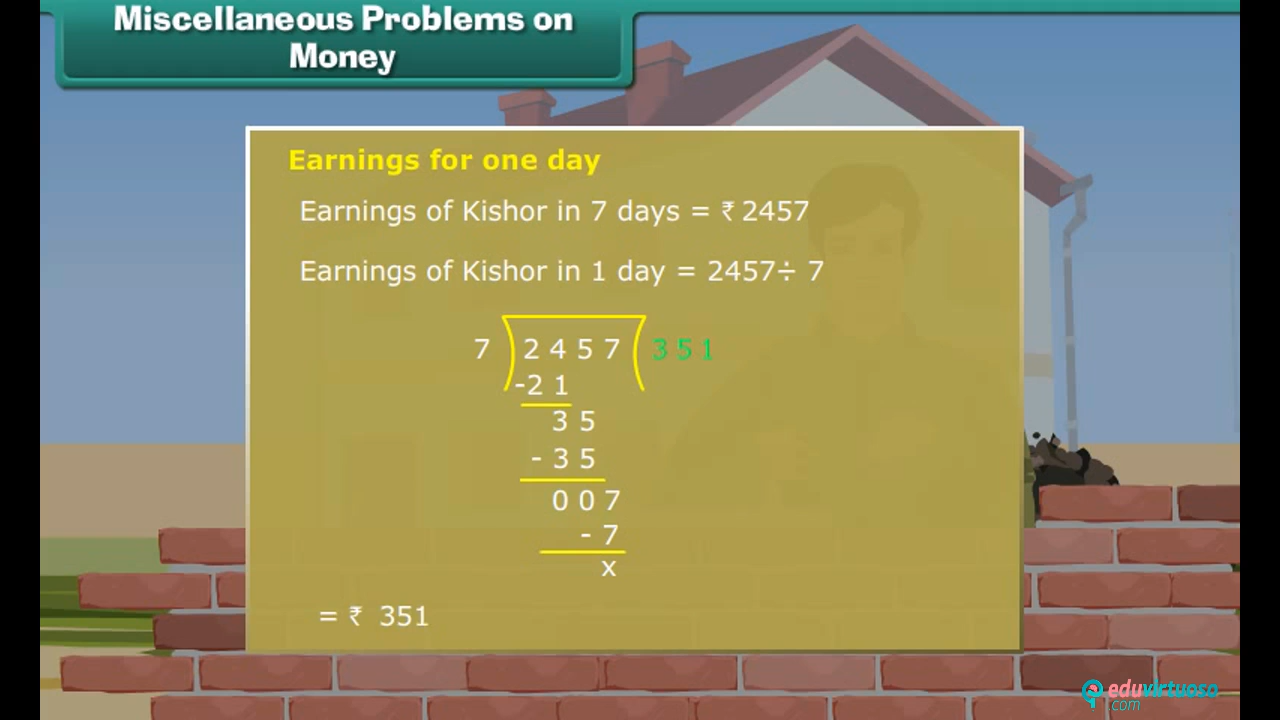 Miscellaneous Problems on
Money
Earnings for one day
Earnings of Kishor in 7 days = ₹ 2457
Earnings of Kishor in 1 day = 2457÷ 7
7 2 4 5 7 3 5 1
-2 1
3 5
- 3 5
0 0 7
- 7
x
= ₹ 351
eduvirtuoso
.com